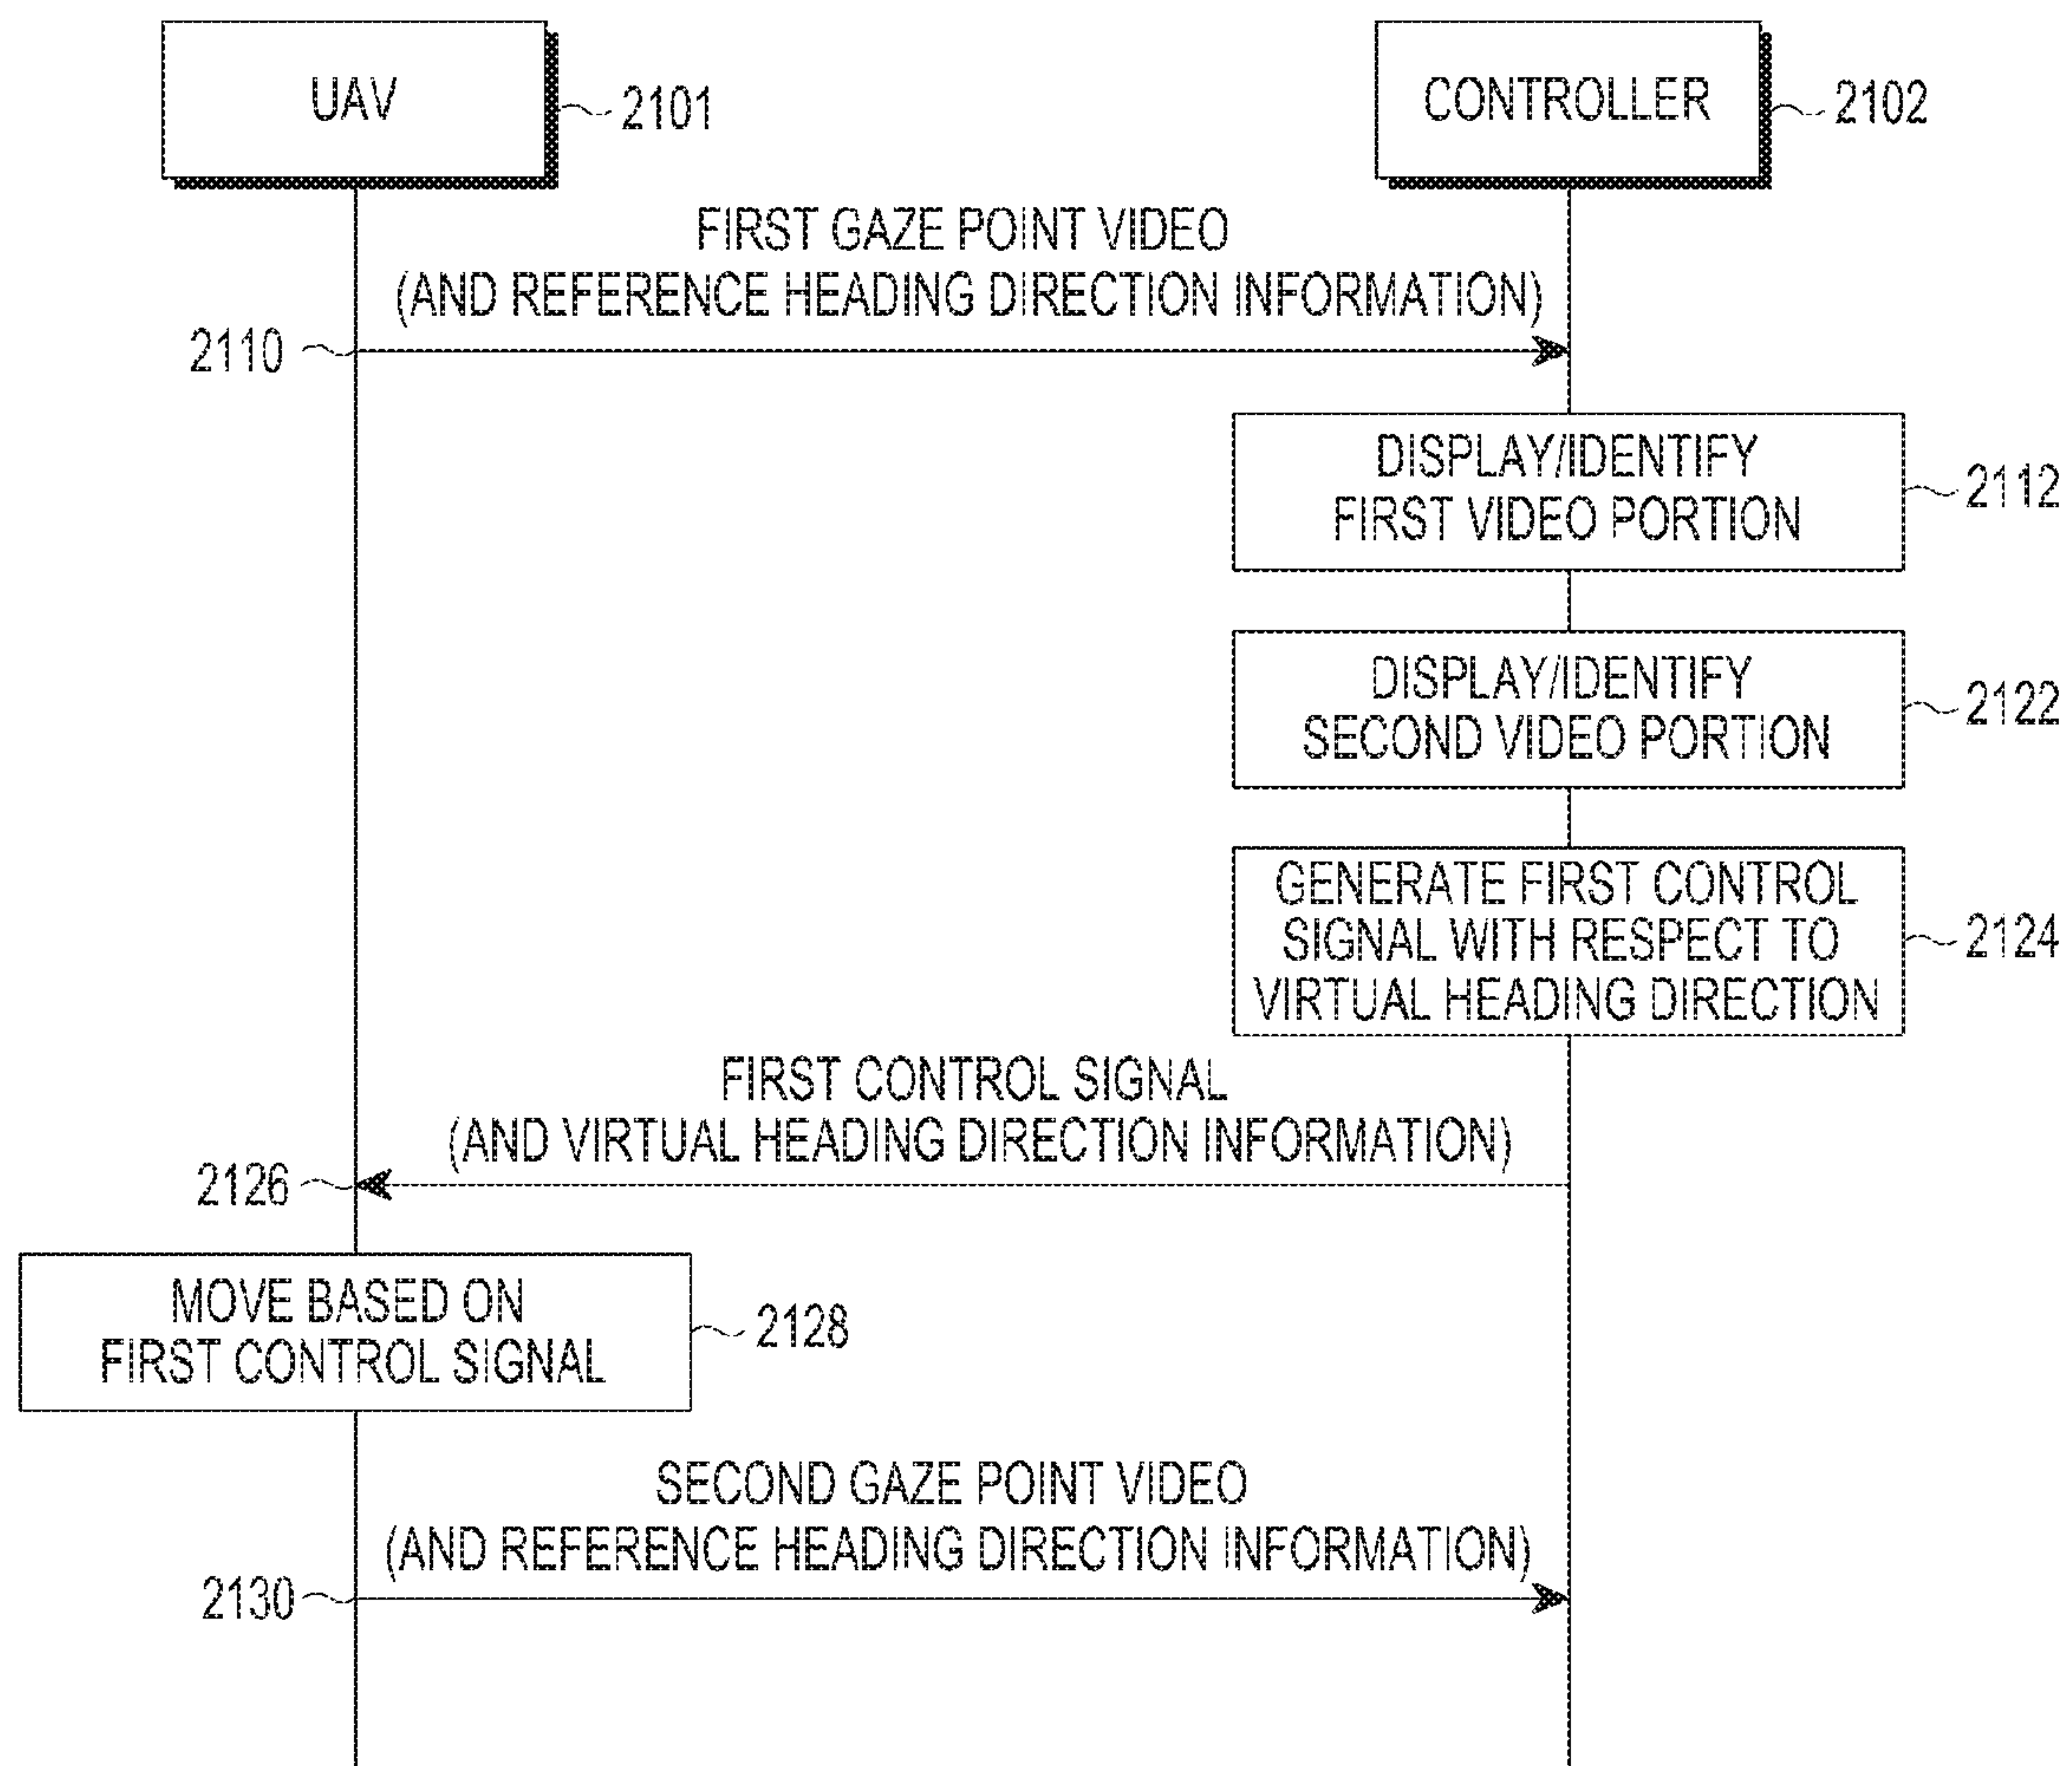 UAV
2101
CONTROLLER
2102
FIRST GAZE POINT VIDEO
(AND REFERENCE HEADING DIRECTION INFORMATION)
2110
DISPLAY/IDENTIFY
FIRST VIDEO PORTION
2112
DISPLAY/IDENTIFY
SECOND VIDEO PORTION
2122
GENERATE FIRST CONTROL
SIGNAL WITH RESPECT TO
VIRTUAL HEADING DIRECTION
2124
FIRST CONTROL SIGNAL
(AND VIRTUAL HEADING DIRECTION INFORMATION)
2126
MOVE BASED ON
FIRST CONTROL SIGNAL
2128
SECOND GAZE POINT VIDEO
(AND REFERENCE HEADING DIRECTION INFORMATION)
2130